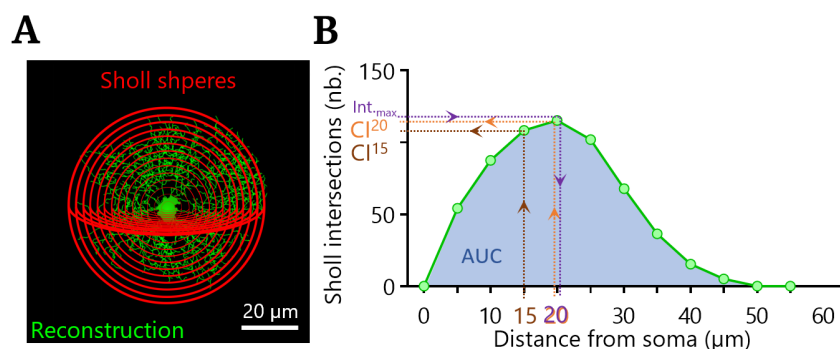 A
Sholl shperes
Reconstruction
20 µm
B
Sholl intersections (nb.)
150
50
0
Int.max
CI²⁰
CI¹⁵
AUC
0 10 15 20 30 40 50 60
Distance from soma (µm)